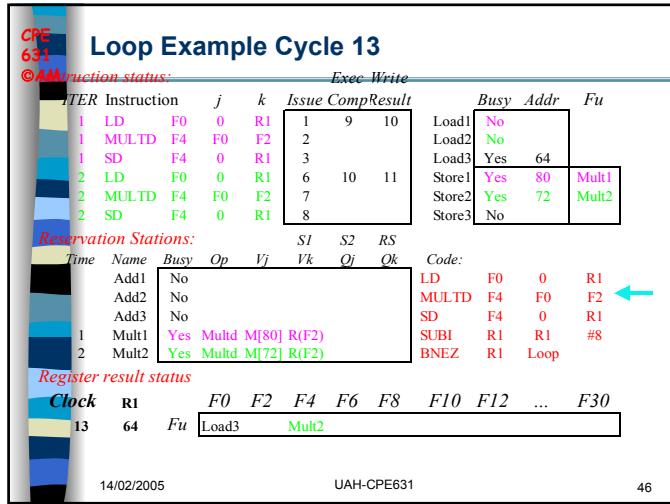 CPE
631
©AM
Loop Example Cycle 13
Instruction status: Exec Write
ITER Instruction j k Issue Comp Result Busy Addr Fu
1 LD F0 0 R1 1 9 10 Load1 No
1 MULTD F4 F0 F2 2 Load2 No
1 SD F4 0 R1 3 Load3 Yes 64
2 LD F0 0 R1 6 10 11 Store1 Yes 80 Mult1
2 MULTD F4 F0 F2 7 Store2 Yes 72 Mult2
2 SD F4 0 R1 8 Store3 No
Reservation Stations: S1 S2 RS
Time Name Busy Op Vj Vk Qj Qk Code:
Add1 No LD F0 0 R1
Add2 No MULTD F4 F0 F2
Add3 No SD F4 0 R1
1 Mult1 Yes Multd M[80] R(F2) SUBI R1 R1 #8
2 Mult2 Yes Multd M[72] R(F2) BNEZ R1 Loop
Register result status
Clock R1 F0 F2 F4 F6 F8 F10 F12 ... F30
13 64 Fu Load3 Mult2
14/02/2005 UAH-CPE631 46